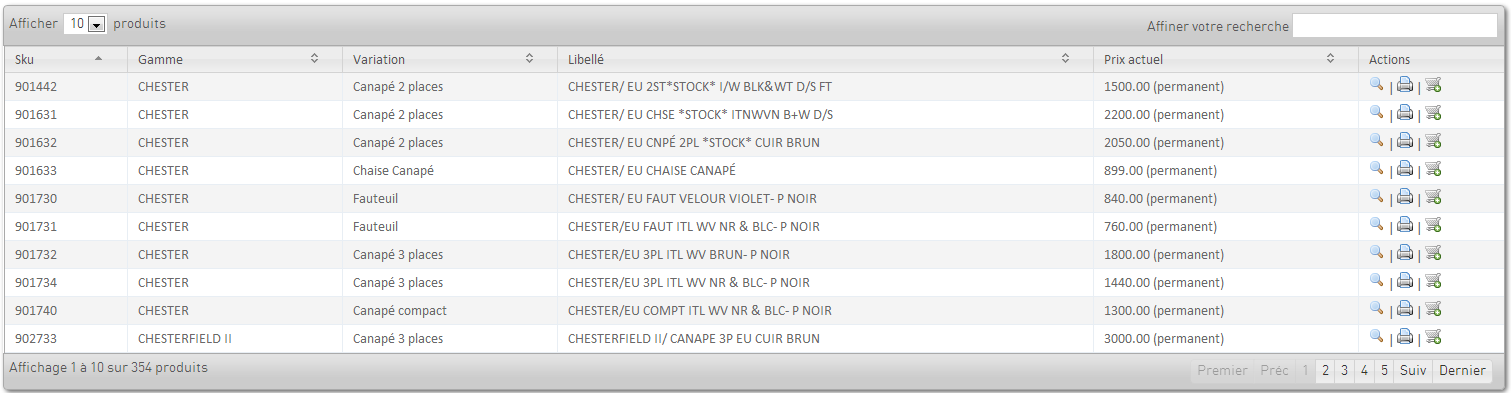 Afficher 10 produits Affiner votre recherche
Sku Gamme Variation Libellé Prix actuel Actions
901442 CHESTER Canapé 2 places CHESTER/ EU 2ST*STOCK* I/W BLK&WT D/S FT 1500.00 (permanent) | |
901631 CHESTER Canapé 2 places CHESTER/ EU CHSE *STOCK* ITNWVN B+W D/S 2200.00 (permanent) | |
901632 CHESTER Canapé 2 places CHESTER/ EU CNPÉ 2PL *STOCK* CUIR BRUN 2050.00 (permanent) | |
901633 CHESTER Chaise Canapé CHESTER/ EU CHAISE CANAPÉ 899.00 (permanent) | |
901730 CHESTER Fauteuil CHESTER/ EU FAUT VELOUR VIOLET- P NOIR 840.00 (permanent) | |
901731 CHESTER Fauteuil CHESTER/EU FAUT ITL WV NR & BLC- P NOIR 760.00 (permanent) | |
901732 CHESTER Canapé 3 places CHESTER/EU 3PL ITL WV BRUN- P NOIR 1800.00 (permanent) | |
901734 CHESTER Canapé 3 places CHESTER/EU 3PL ITL WV NR & BLC- P NOIR 1440.00 (permanent) | |
901740 CHESTER Canapé compact CHESTER/EU COMPT ITL WV NR & BLC- P NOIR 1300.00 (permanent) | |
902733 CHESTERFIELD II Canapé 3 places CHESTERFIELD II/ CANAPE 3P EU CUIR BRUN 3000.00 (permanent) | |
Affichage 1 à 10 sur 354 produits Premier Préc 1 2 3 4 5 Suiv Dernier